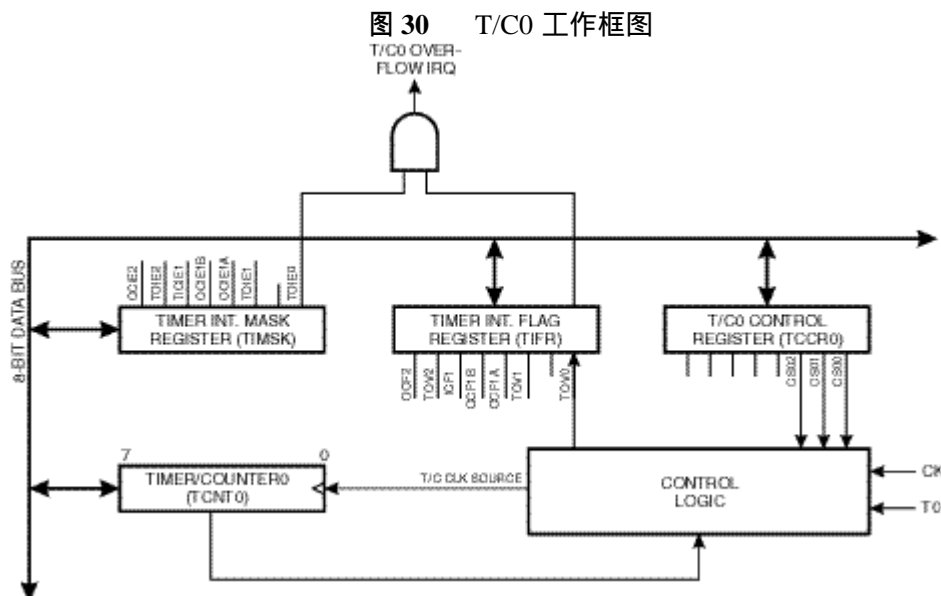 图 30 T/C0 工作框图
T/C0 OVER-
FLOW IRQ
8-BIT DATA BUS
OCIE2
TOIE2
TICIE1
OCIE1B
OCIE1A
TOIE1
TOIE0
TIMER INT. MASK
REGISTER (TIMSK)
TIMER INT. FLAG
REGISTER (TIFR)
T/C0 CONTROL
REGISTER (TCCR0)
OCF2
TOV2
ICF1
OCF1B
OCF1A
TOV1
TOV0
CS02
CS01
CS00
7
0
TIMER/COUNTER0
(TCNT0)
T/C CLK SOURCE
CONTROL
LOGIC
CK
T0